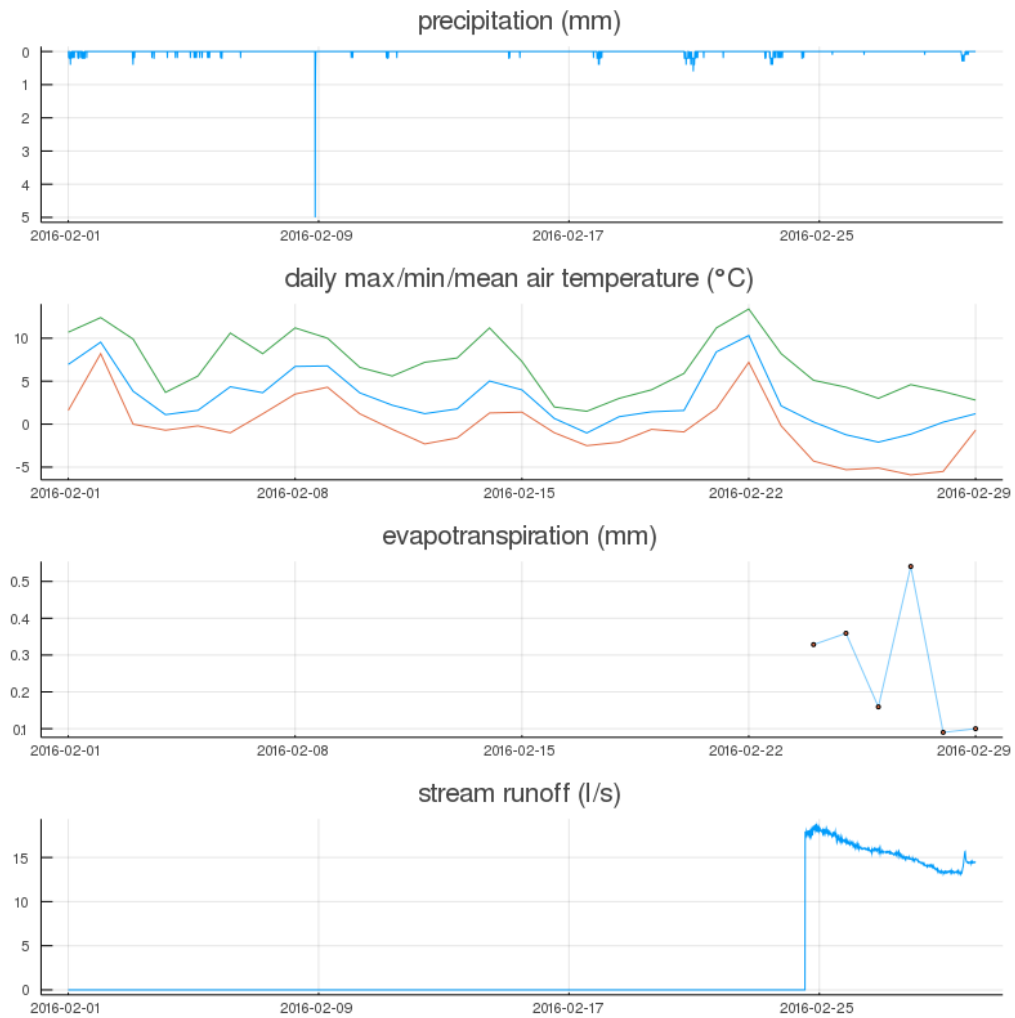 precipitation (mm)
0
1
2
3
4
5
2016-02-01 2016-02-09 2016-02-17 2016-02-25
daily max/min/mean air temperature (°C)
10
5
0
-5
2016-02-01 2016-02-08 2016-02-15 2016-02-22 2016-02-29
evapotranspiration (mm)
0.5
0.4
0.3
0.2
0.1
2016-02-01 2016-02-08 2016-02-15 2016-02-22 2016-02-29
stream runoff (l/s)
15
10
5
0
2016-02-01 2016-02-09 2016-02-17 2016-02-25